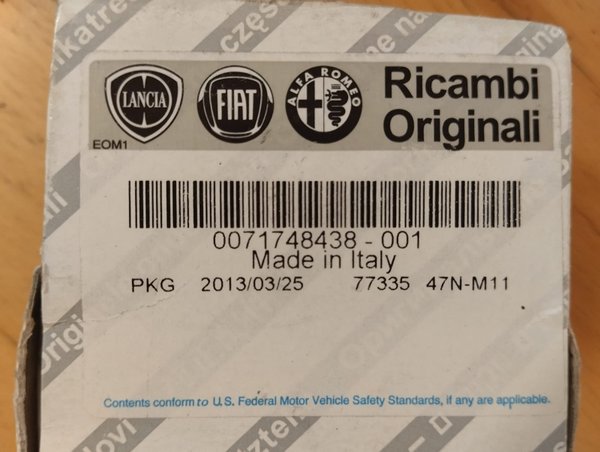 LANCIA
FIAT
ALFA ROMEO
Ricambi
Originali
EOM1
0071748438 - 001
Made in Italy
PKG 2013/03/25 77335 47N-M11
Contents conform to U.S. Federal Motor Vehicle Safety Standards, if any are applicable.